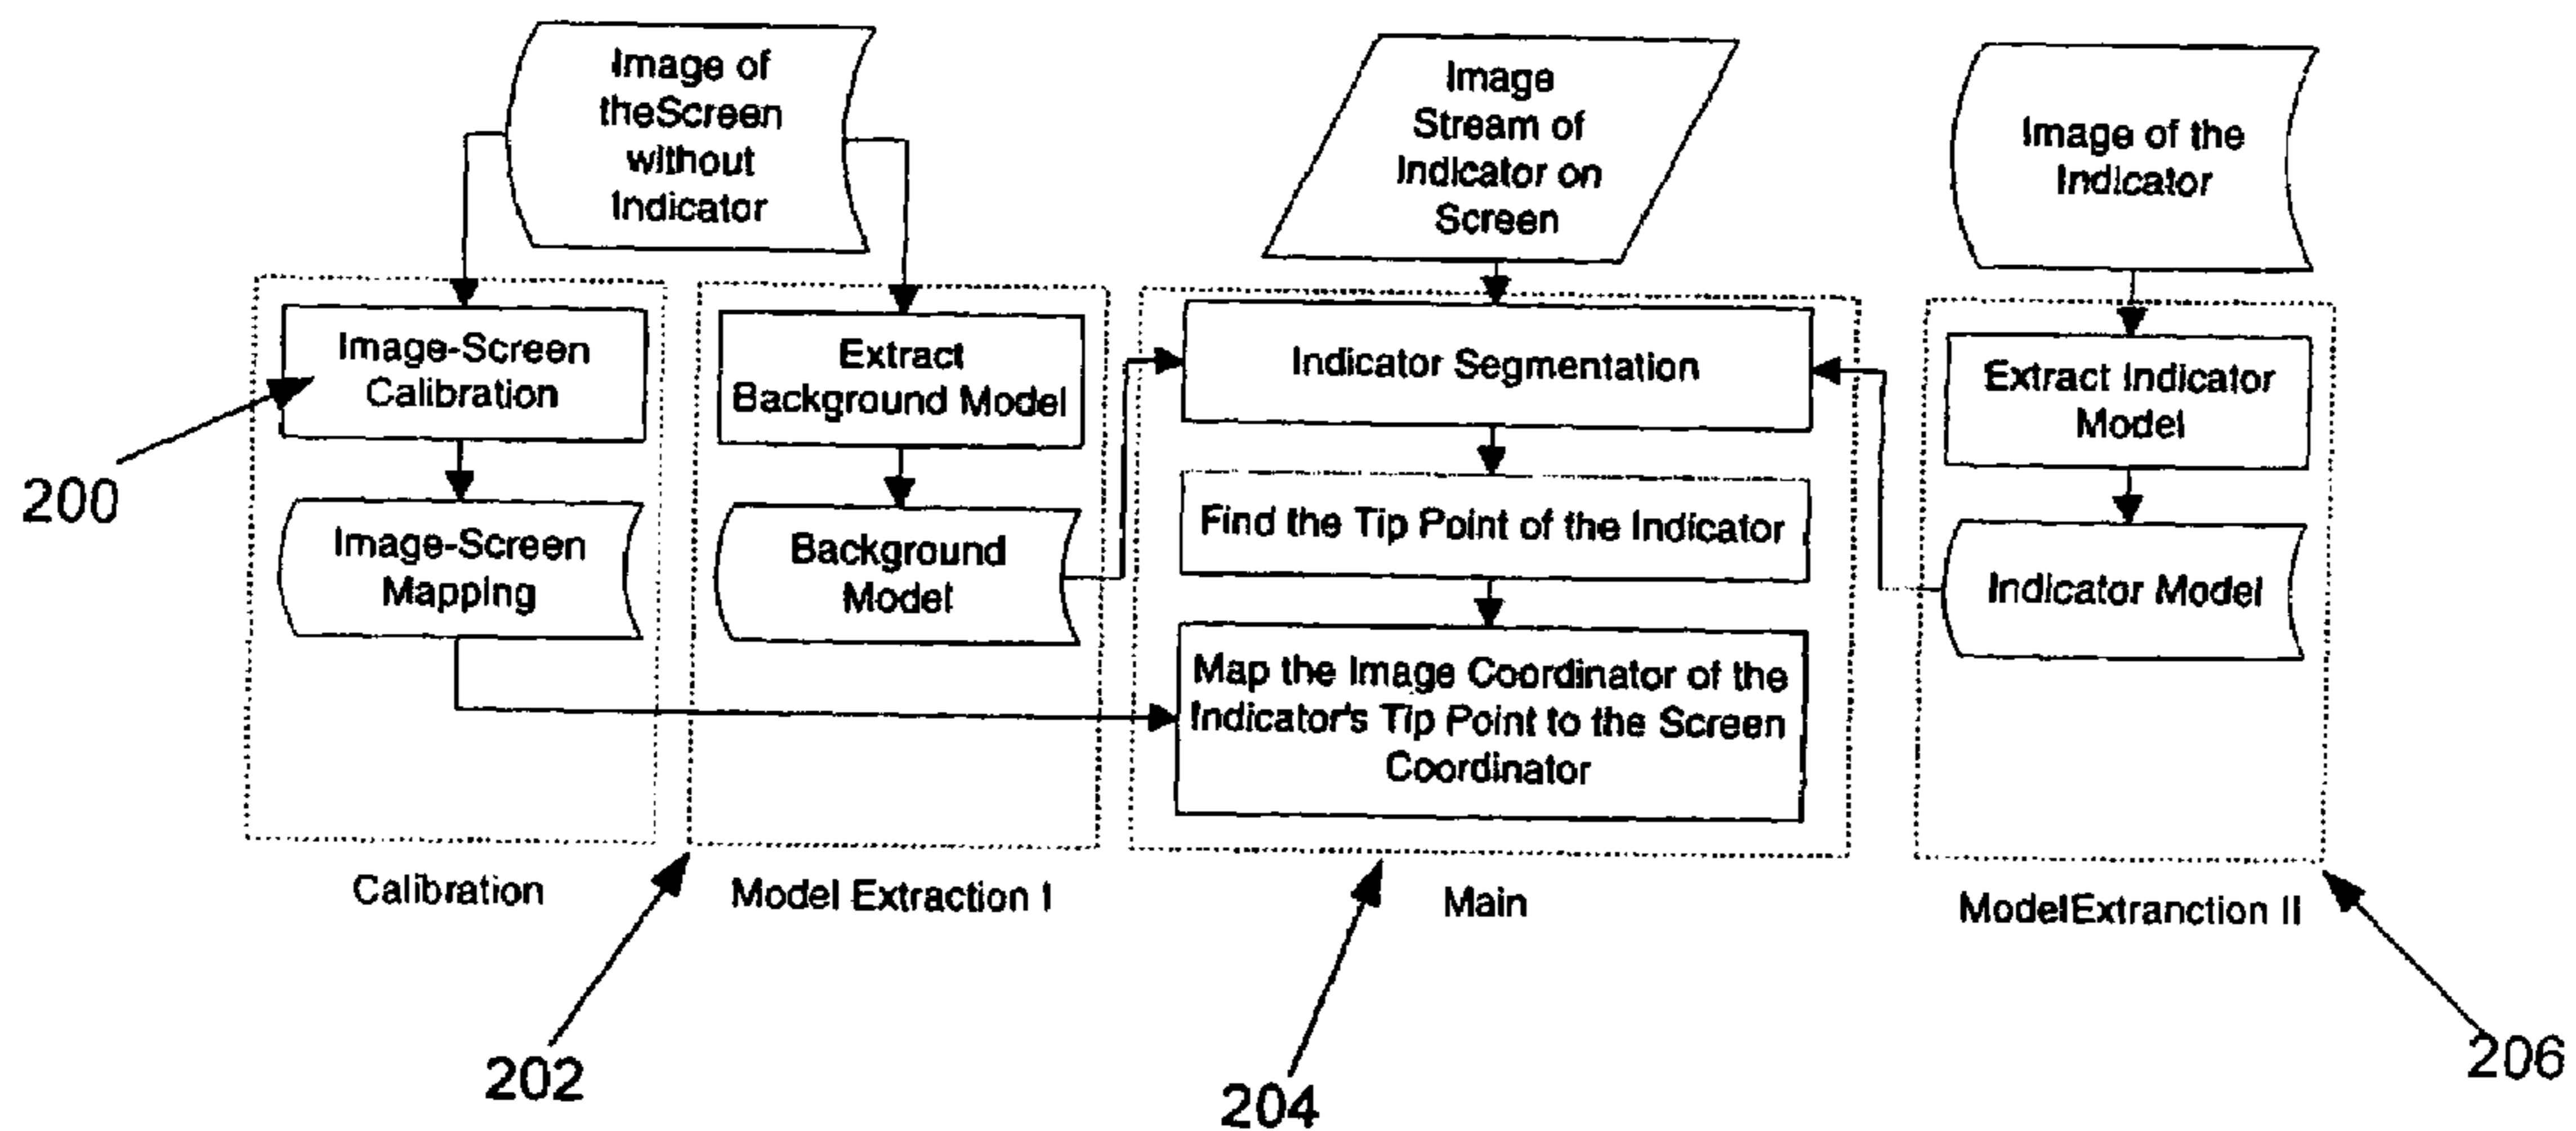 Image of
theScreen
without
Indicator
Image
Stream of
Indicator on
Screen
Image of the
Indicator
Image-Screen
Calibration
Extract
Background Model
Indicator Segmentation
Extract Indicator
Model
200
Image-Screen
Mapping
Background
Model
Find the Tip Point of the Indicator
Indicator Model
Map the Image Coordinator of the
Indicator's Tip Point to the Screen
Coordinator
Calibration
Model Extraction I
Main
ModelExtranction II
202
204
206